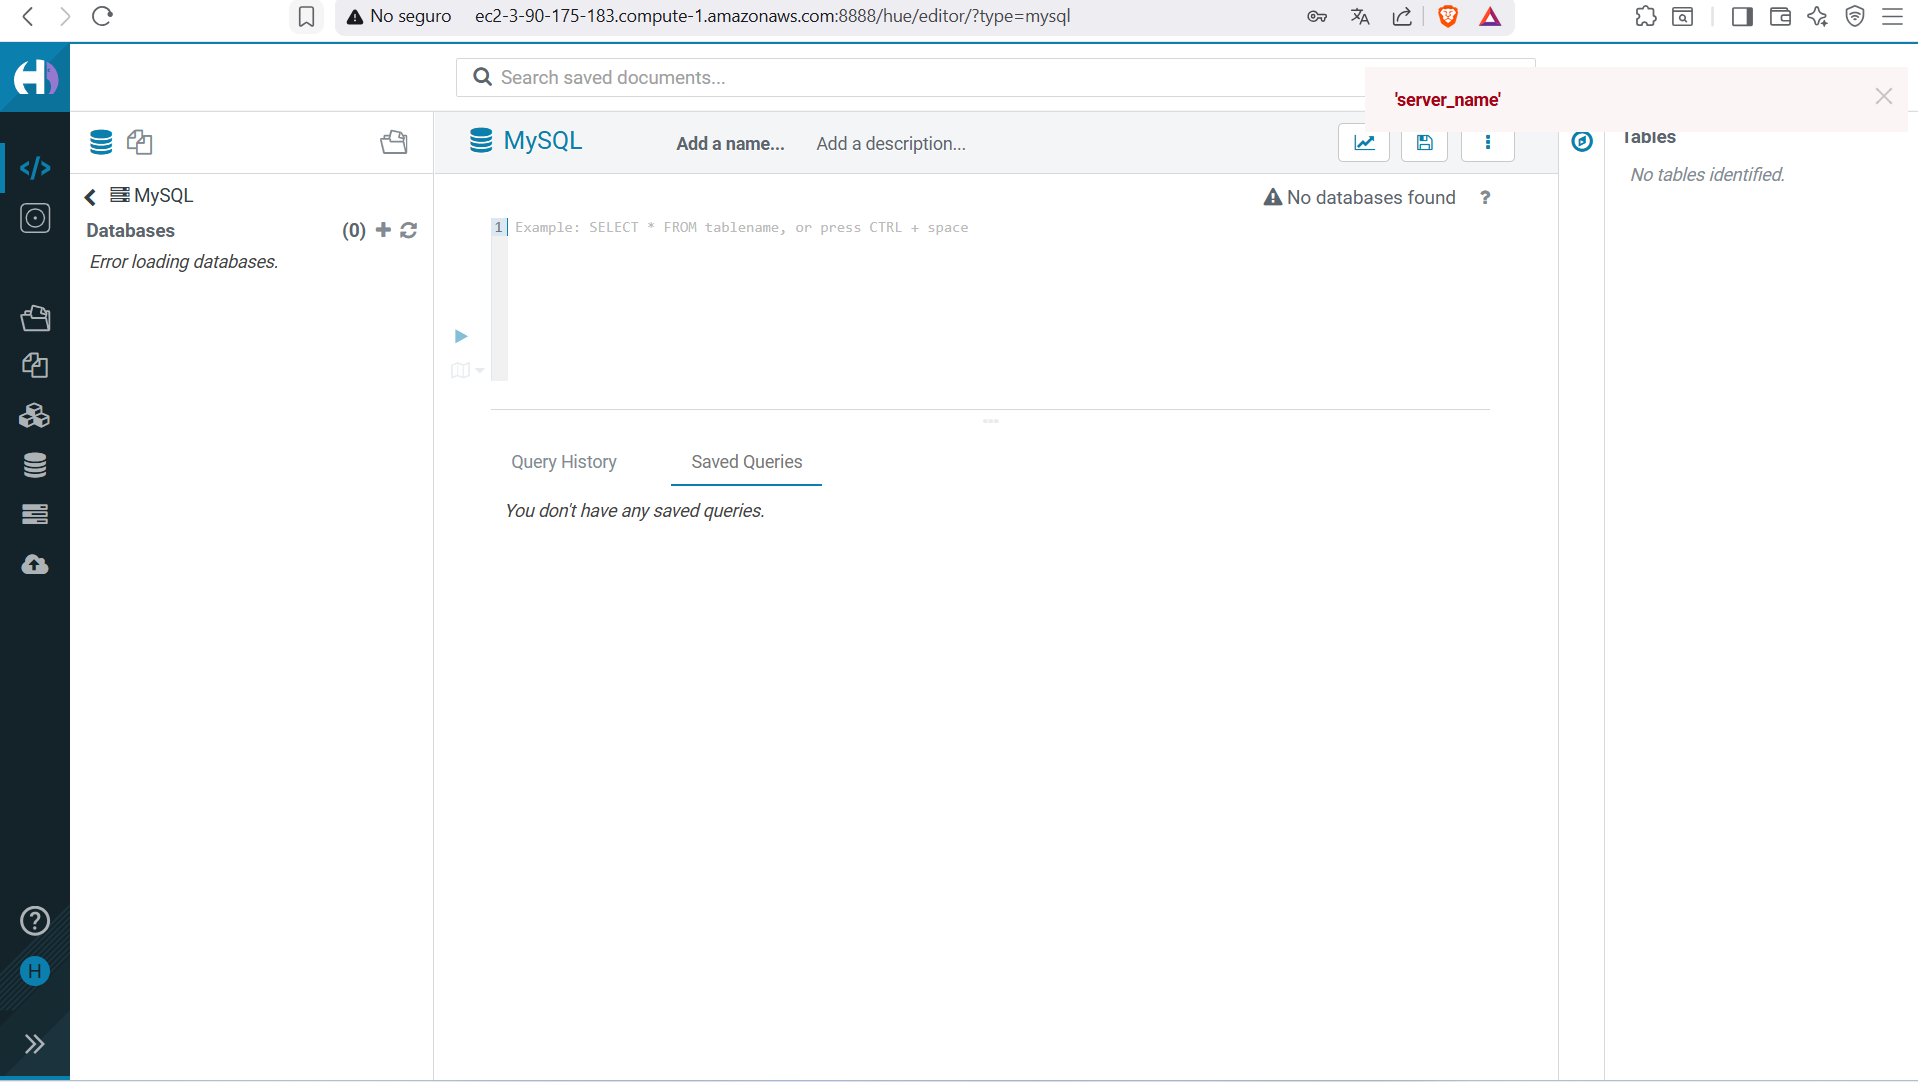 No seguro
ec2-3-90-175-183.compute-1.amazonaws.com:8888/hue/editor/?type=mysql
Search saved documents...
'server_name'
MySQL
Add a name...
Add a description...
Tables
No tables identified.
MySQL
Databases
(0)
Error loading databases.
No databases found
?
1
Example: SELECT * FROM tablename, or press CTRL + space
Query History
Saved Queries
You don't have any saved queries.
H